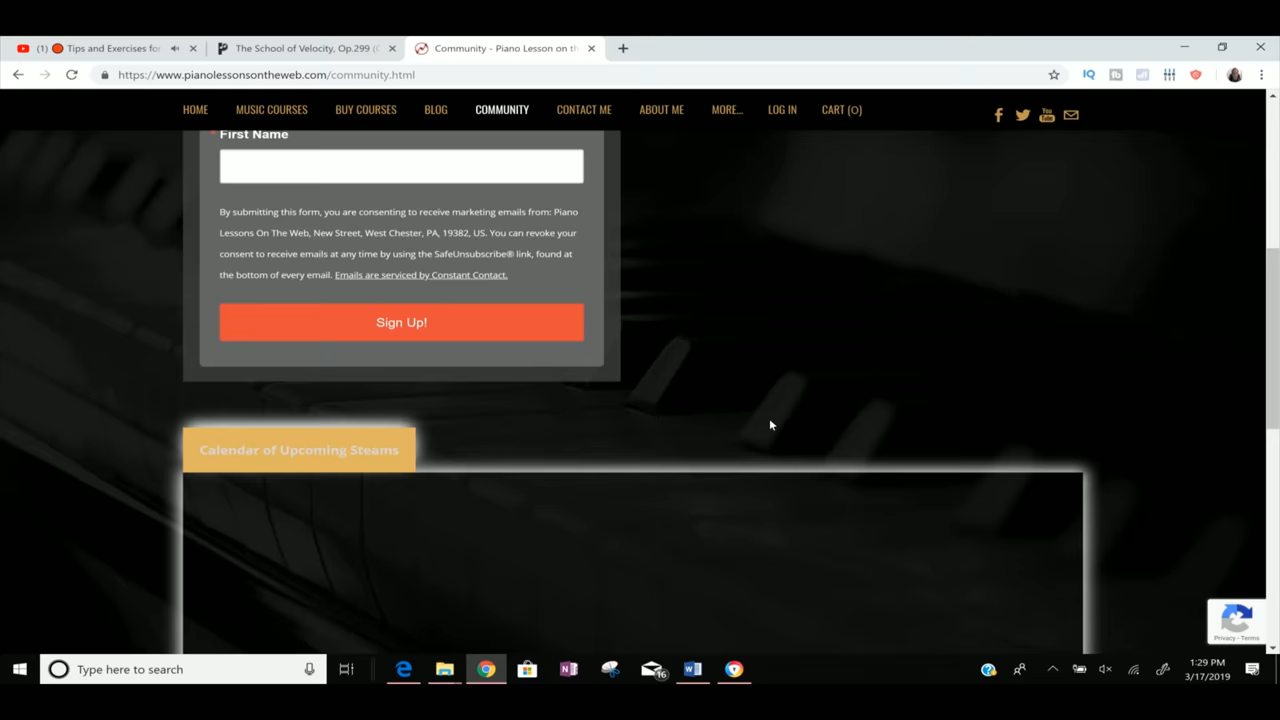 (1) Tips and Exercises for
The School of Velocity, Op.299 (
Community - Piano Lesson on th
https://www.pianolessonsontheweb.com/community.html
HOME MUSIC COURSES BUY COURSES BLOG COMMUNITY CONTACT ME ABOUT ME MORE... LOG IN CART (0)
* First Name
By submitting this form, you are consenting to receive marketing emails from: Piano
Lessons On The Web, New Street, West Chester, PA, 19382, US. You can revoke your
consent to receive emails at any time by using the SafeUnsubscribe® link, found at
the bottom of every email. Emails are serviced by Constant Contact.
Sign Up!
Calendar of Upcoming Steams
Privacy - Terms
Type here to search
16
1:29 PM
3/17/2019